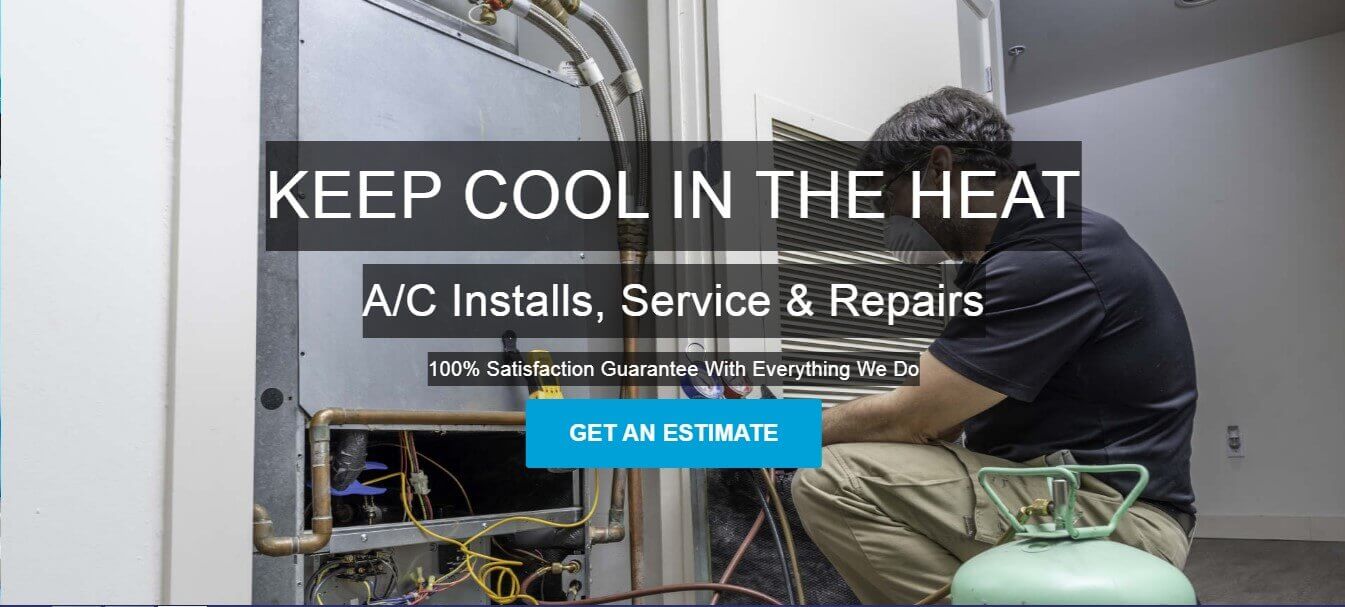 KEEP COOL IN THE HEAT
A/C Installs, Service & Repairs
100% Satisfaction Guarantee With Everything We Do
GET AN ESTIMATE